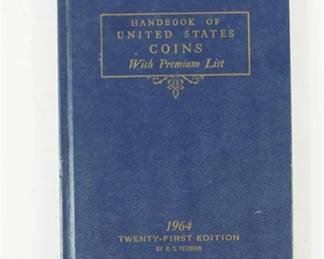 HANDBOOK OF
UNITED STATES
COINS
With Premium List
1964
TWENTY-FIRST EDITION
BY R. S. YEOMAN